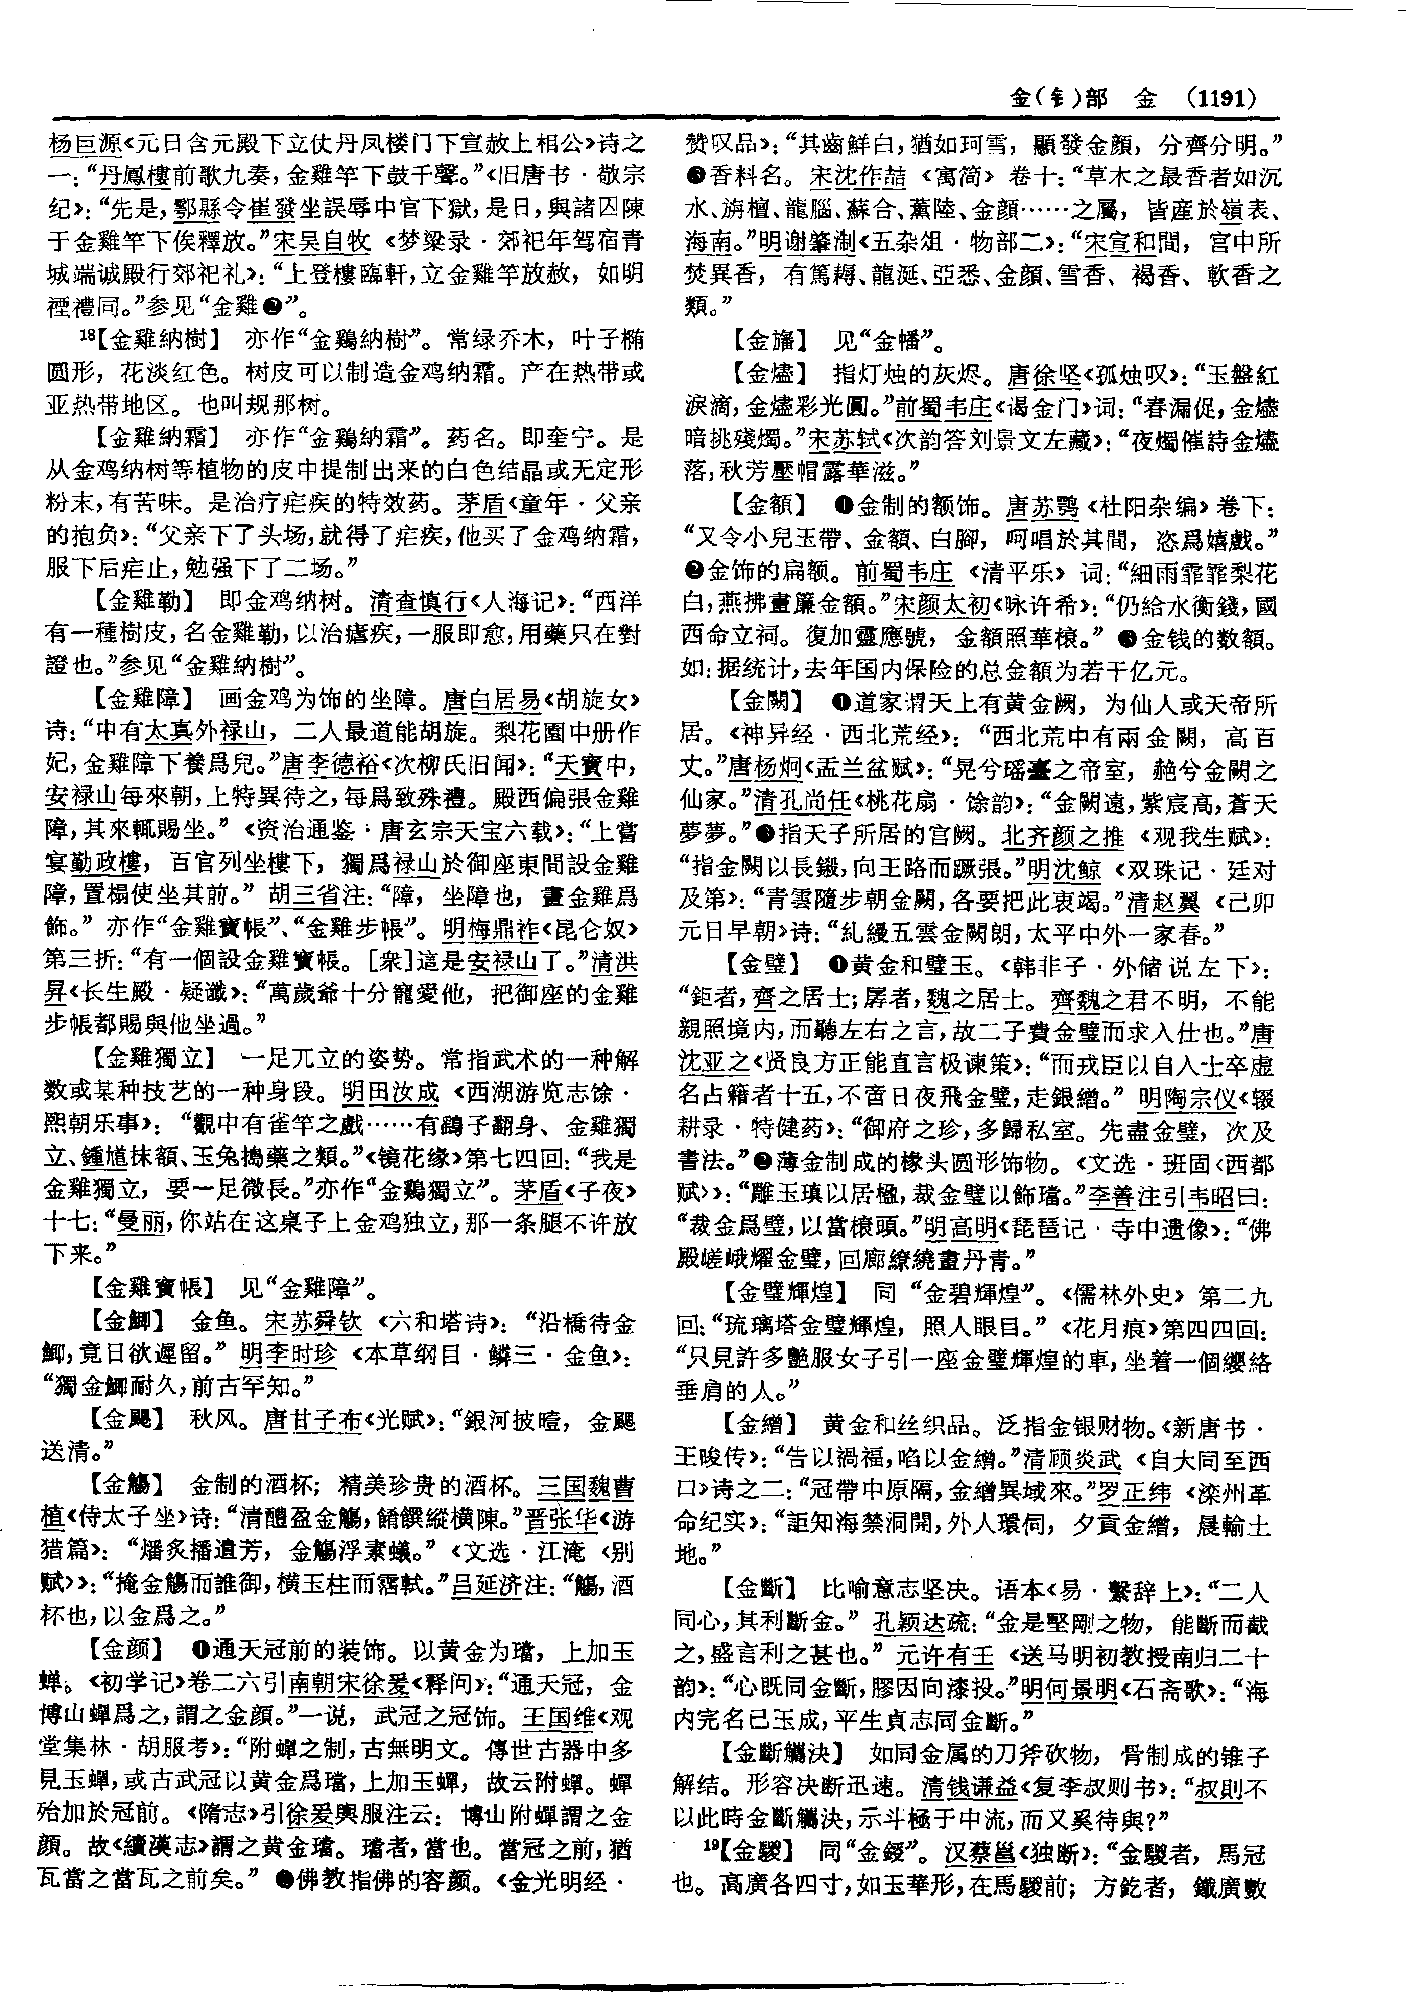 金(钅)部　金　(1191)
杨巨源《元日含元殿下立仗丹凤楼门下宣赦上相公》诗之
一:“丹鳳樓前歌九奏,金雞竿下鼓千聲。”《旧唐书·敬宗
纪》:“先是,鄠縣令崔發坐誤辱中官下獄,是日,與諸囚陳
于金雞竿下俟釋放。”宋吴自牧《梦粱录·郊祀年驾宿青
城端诚殿行郊祀礼》:“上登樓臨軒,立金雞竿放赦,如明
禋禮同。”参见“金雞❷”。
18【金雞納樹】　亦作“金鷄納樹”。常绿乔木,叶子椭
圆形,花淡红色。树皮可以制造金鸡纳霜。产在热带或
亚热带地区。也叫规那树。
【金雞納霜】　亦作“金鷄納霜”。药名。即奎宁。是
从金鸡纳树等植物的皮中提制出来的白色结晶或无定形
粉末,有苦味。是治疗疟疾的特效药。茅盾《童年·父亲
的抱负》:“父亲下了头场,就得了疟疾,他买了金鸡纳霜,
服下后疟止,勉强下了二场。”
【金雞勒】　即金鸡纳树。清查慎行《人海记》:“西洋
有一種樹皮,名金雞勒,以治瘧疾,一服即愈,用藥只在對
證也。”参见“金雞納樹”。
【金雞障】　画金鸡为饰的坐障。唐白居易《胡旋女》
诗:“中有太真外禄山,二人最道能胡旋。梨花園中册作
妃,金雞障下養爲兒。”唐李德裕《次柳氏旧闻》:“天寶中,
安禄山每來朝,上特異待之,每爲致殊禮。殿西偏張金雞
障,其來輒賜坐。”《资治通鉴·唐玄宗天宝六载》:“上嘗
宴勤政樓,百官列坐樓下,獨爲禄山於御座東間設金雞
障,置榻使坐其前。”胡三省注:“障,坐障也,畫金雞爲
飾。”亦作“金雞寶帳”、“金雞步帳”。明梅鼎祚《昆仑奴》
第三折:“有一個設金雞寶帳。[衆]這是安禄山了。”清洪
昇《长生殿·疑谶》:“萬歲爺十分寵愛他,把御座的金雞
步帳都賜與他坐過。”
【金雞獨立】　一足兀立的姿势。常指武术的一种解
数或某种技艺的一种身段。明田汝成《西湖游览志馀·
熙朝乐事》:“觀中有雀竿之戲……有鷂子翻身、金雞獨
立、鍾馗抹額、玉兔搗藥之類。”《镜花缘》第七四回:“我是
金雞獨立,要一足微長。”亦作“金鷄獨立”。茅盾《子夜》
十七:“曼丽,你站在这桌子上金鸡独立,那一条腿不许放
下来。”
【金雞寶帳】　见“金雞障”。
【金鯽】　金鱼。宋苏舜钦《六和塔诗》:“沿橋待金
鯽,竟日欲遲留。”明李时珍《本草纲目·鳞三·金鱼》:
“獨金鯽耐久,前古罕知。”
【金颸】　秋风。唐甘子布《光赋》:“銀河披曀,金颸
送清。”
【金觴】　金制的酒杯;精美珍贵的酒杯。三国魏曹
植《侍太子坐》诗:“清醴盈金觴,餚饌縱横陳。”晋张华《游
猎篇》:“燔炙播遺芳,金觴浮素蟻。”《文选·江淹〈别
赋〉》:“掩金觴而誰御,横玉柱而霑軾。”吕延济注:“觴,酒
杯也,以金爲之。”
【金颜】　❶通天冠前的装饰。以黄金为璫,上加玉
蝉。《初学记》卷二六引南朝宋徐爰《释问》:“通天冠,金
博山蟬爲之,謂之金顔。”一说,武冠之冠饰。王国维《观
堂集林·胡服考》:“附蟬之制,古無明文。傳世古器中多
見玉蟬,或古武冠以黄金爲璫,上加玉蟬,故云附蟬。蟬
殆加於冠前。《隋志》引徐爰輿服注云:博山附蟬謂之金
顔。故《續漢志》謂之黄金璫。璫者,當也。當冠之前,猶
瓦當之當瓦之前矣。”❷佛教指佛的容颜。《金光明经·
赞叹品》:“其齒鮮白,猶如珂雪,顯發金顔,分齊分明。”
❸香料名。宋沈作喆《寓简》卷十:“草木之最香者如沉
水、旃檀、龍腦、蘇合、薰陸、金顔……之屬,皆産於嶺表、
海南。”明谢肇淛《五杂俎·物部二》:“宋宣和間,宫中所
焚異香,有篤耨、龍涎、亞悉、金顔、雪香、褐香、軟香之
類。”
【金旛】　见“金幡”。
【金燼】　指灯烛的灰烬。唐徐坚《孤烛叹》:“玉盤紅
淚滴,金燼彩光圓。”前蜀韦庄《谒金门》词:“春漏促,金燼
暗挑殘燭。”宋苏轼《次韵答刘景文左藏》:“夜燭催詩金燼
落,秋芳壓帽露華滋。”
【金額】　❶金制的额饰。唐苏鹗《杜阳杂编》卷下:
“又令小兒玉帶、金額、白脚,呵唱於其間,恣爲嬉戲。”
❷金饰的扁额。前蜀韦庄《清平乐》词:“細雨霏霏梨花
白,燕拂畫簾金額。”宋颜太初《咏许希》:“仍給水衡錢,國
西命立祠。復加靈應號,金額照華榱。”❸金钱的数额。
如:据统计,去年国内保险的总金额为若干亿元。
【金闕】　❶道家谓天上有黄金阙,为仙人或天帝所
居。《神异经·西北荒经》:“西北荒中有兩金闕,高百
丈。”唐杨炯《盂兰盆赋》:“晃兮瑶臺之帝室,赩兮金闕之
仙家。”清孔尚任《桃花扇·馀韵》:“金闕遠,紫宸高,蒼天
夢夢。”❷指天子所居的宫阙。北齐颜之推《观我生赋》:
“指金闕以長鎩,向王路而蹶張。”明沈鲸《双珠记·廷对
及第》:“青雲隨步朝金闕,各要把此衷竭。”清赵翼《己卯
元日早朝》诗:“糺縵五雲金闕朗,太平中外一家春。”
【金璧】　❶黄金和璧玉。《韩非子·外储说左下》:
“鉅者,齊之居士;孱者,魏之居士。齊魏之君不明,不能
親照境内,而聽左右之言,故二子費金璧而求入仕也。”唐
沈亚之《贤良方正能直言极谏策》:“而戎臣以自入士卒虚
名占籍者十五,不啻日夜飛金璧,走銀繒。”明陶宗仪《辍
耕录·特健药》:“御府之珍,多歸私室。先盡金璧,次及
書法。”❷薄金制成的椽头圆形饰物。《文选·班固〈西都
赋〉》:“雕玉瑱以居楹,裁金璧以飾璫。”李善注引韦昭曰:
“裁金爲璧,以當榱頭。”明高明《琵琶记·寺中遗像》:“佛
殿嵯峨耀金璧,回廊繚繞畫丹青。”
【金璧輝煌】　同“金碧輝煌”。《儒林外史》第二九
回:“琉璃塔金璧輝煌,照人眼目。”《花月痕》第四四回:
“只見許多艷服女子引一座金璧輝煌的車,坐着一個纓絡
垂肩的人。”
【金繒】　黄金和丝织品。泛指金银财物。《新唐书·
王晙传》:“告以禍福,啗以金繒。”清顾炎武《自大同至西
口》诗之二:“冠帶中原隔,金繒異域來。”罗正纬《滦州革
命纪实》:“詎知海禁洞開,外人環伺,夕貢金繒,晨輸土
地。”
【金斷】　比喻意志坚决。语本《易·繫辞上》:“二人
同心,其利斷金。”孔颖达疏:“金是堅剛之物,能斷而截
之,盛言利之甚也。”元许有壬《送马明初教授南归二十
韵》:“心既同金斷,膠因向漆投。”明何景明《石斋歌》:“海
内完名已玉成,平生貞志同金斷。”
【金斷觿決】　如同金属的刀斧砍物,骨制成的锥子
解结。形容决断迅速。清钱谦益《复李叔则书》:“叔則不
以此時金斷觿決,示斗極于中流,而又奚待與?”
19【金騣】　同“金鍐”。汉蔡邕《独断》:“金騣者,馬冠
也。高廣各四寸,如玉華形,在馬騣前;方釳者,鐵廣數